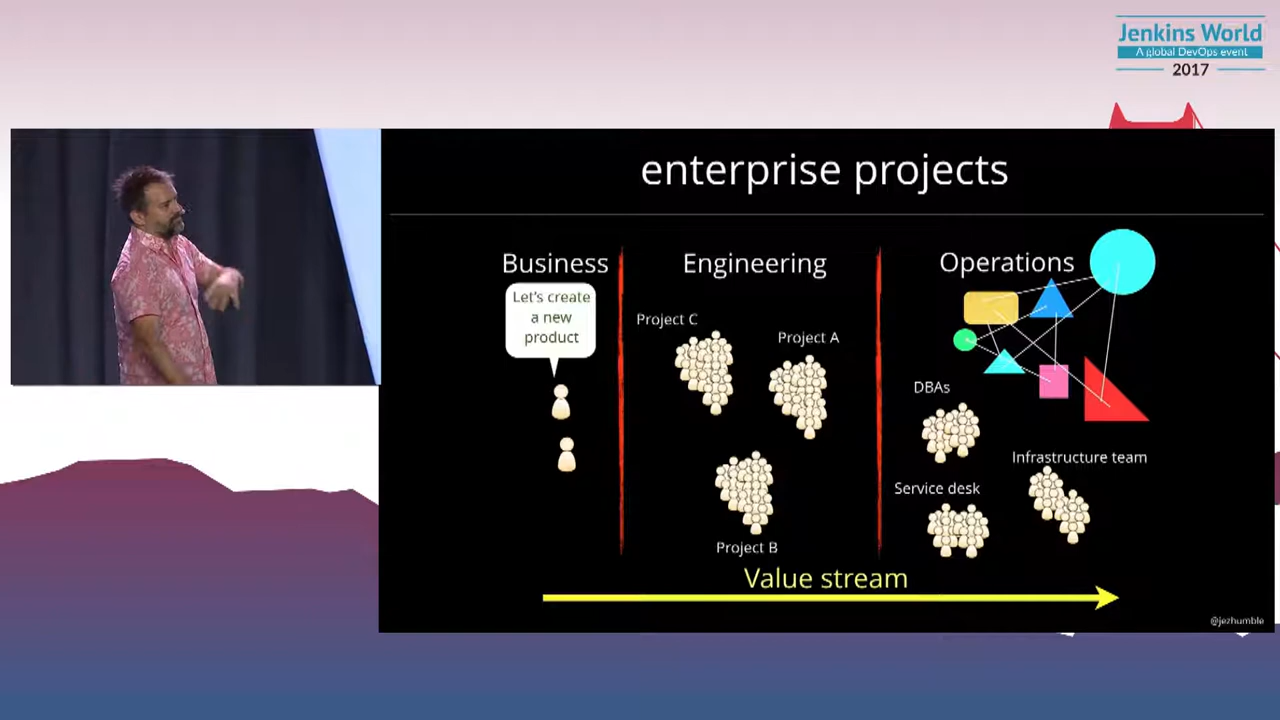 Jenkins World
A global DevOps event
2017
enterprise projects
Business
Engineering
Operations
Let's create
a new
product
Project C
Project A
Project B
DBAs
Infrastructure team
Service desk
Value stream
@jezhumble